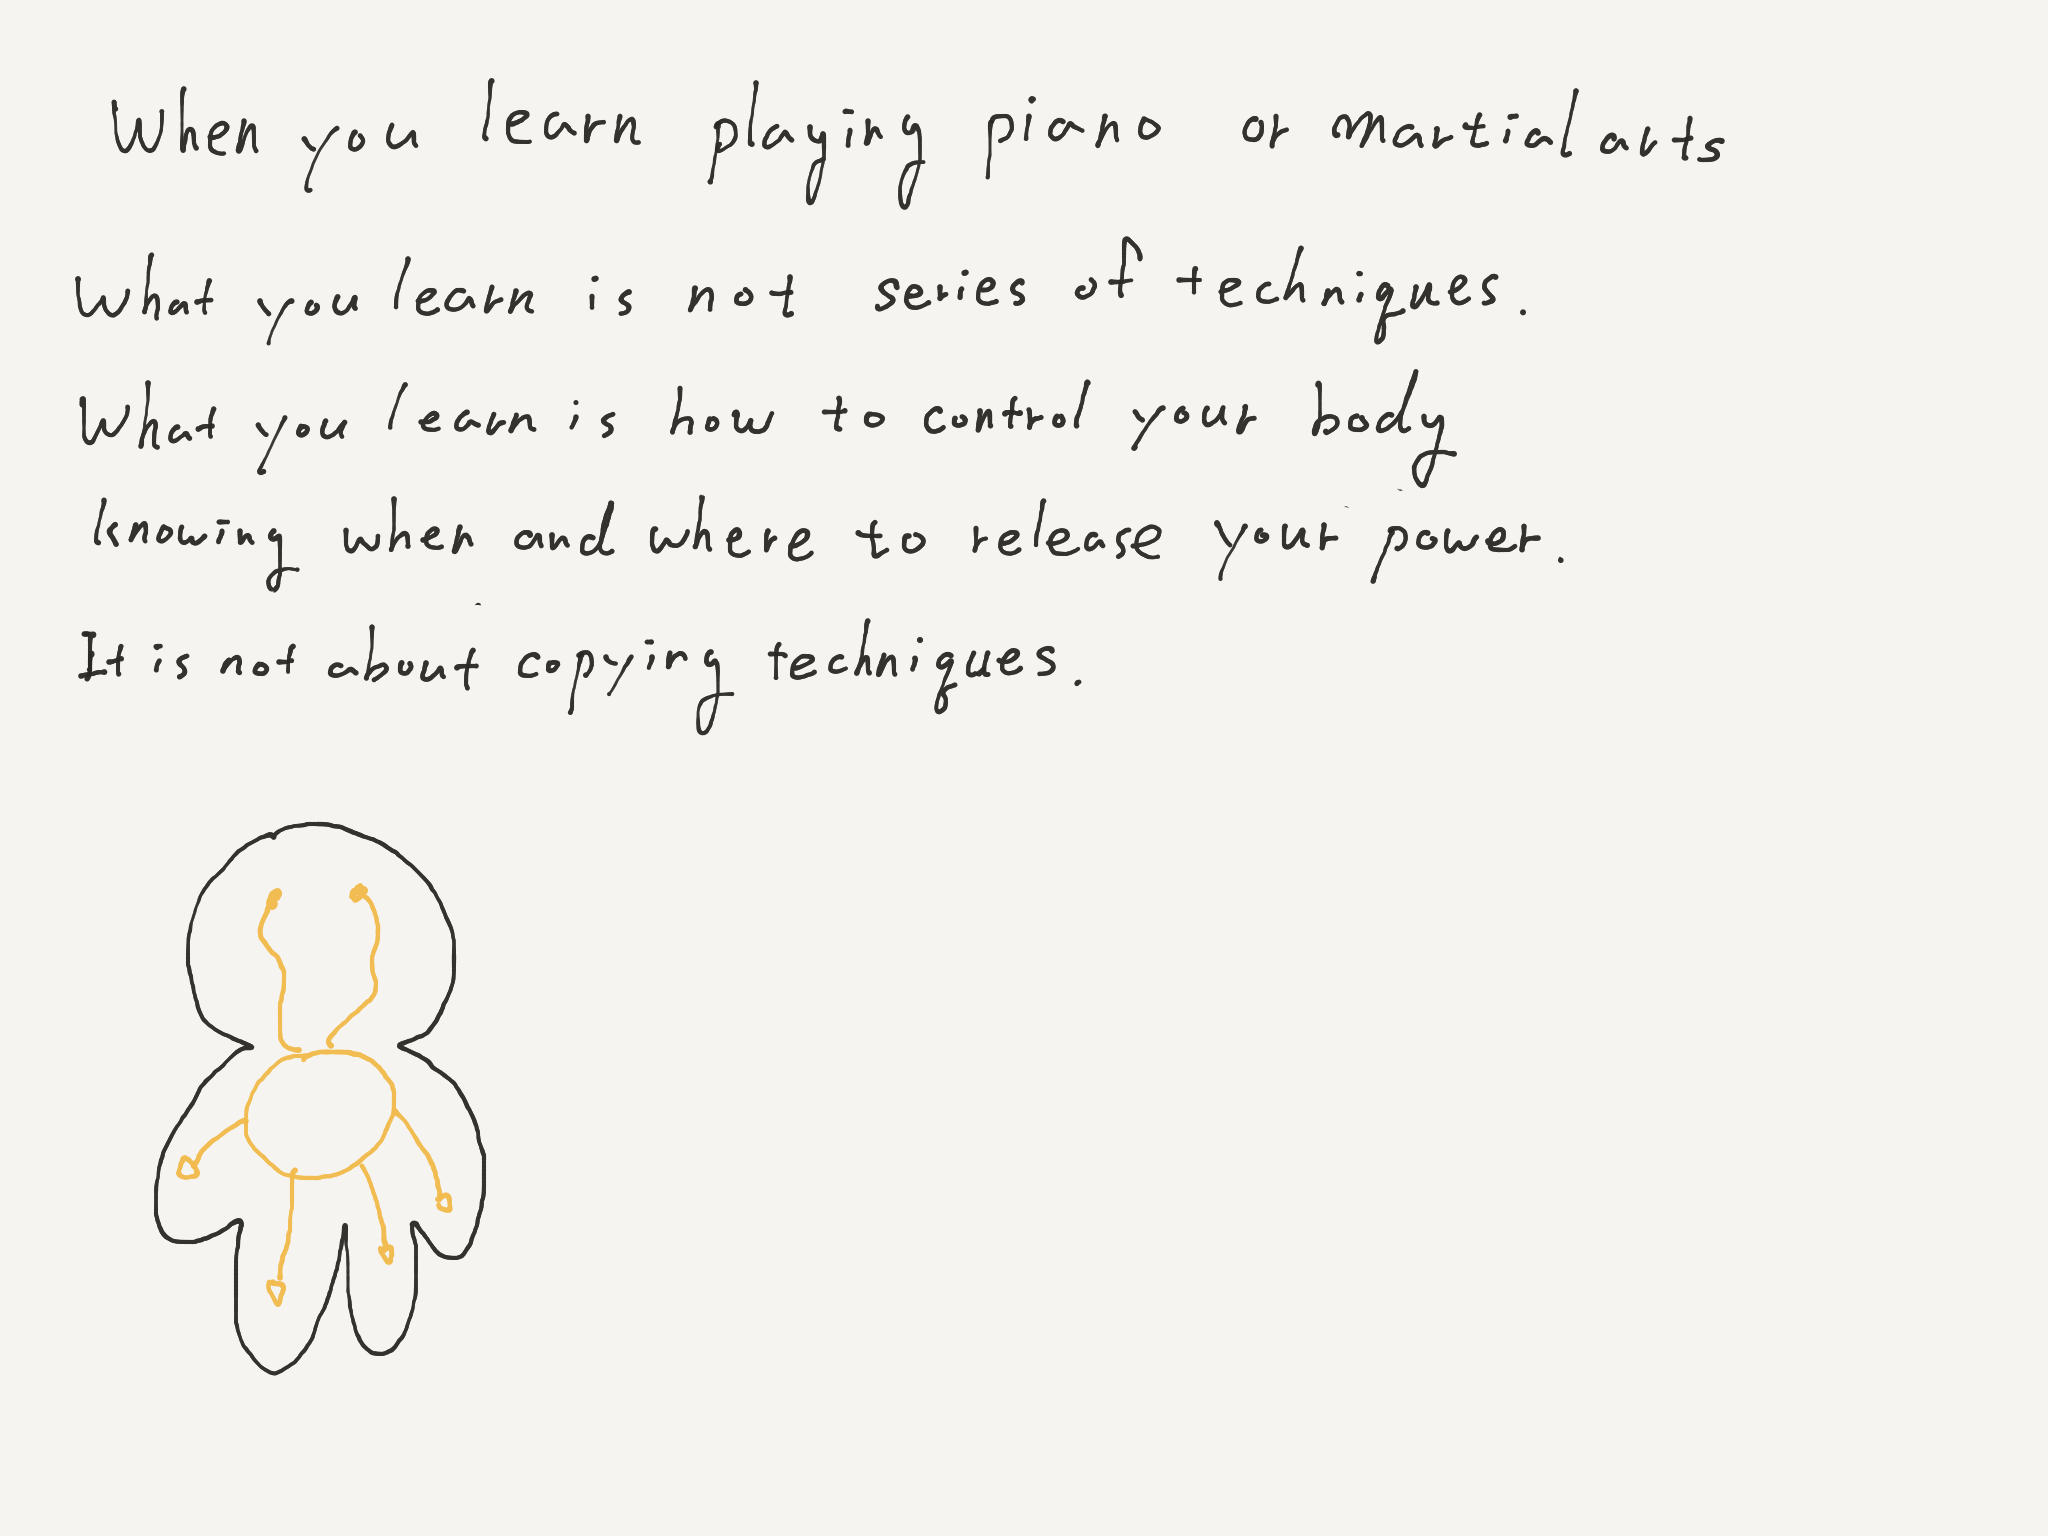 When you learn playing piano or martial arts
What you learn is not series of techniques.
What you learn is how to control your body
knowing when and where to release your power.
It is not about copying techniques.